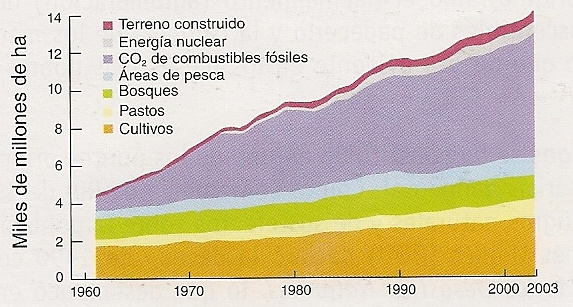 Miles de millones de ha
14
12
10
8
6
4
2
0
Terreno construido
Energía nuclear
CO₂ de combustibles fósiles
Áreas de pesca
Bosques
Pastos
Cultivos
1960
1970
1980
1990
2000
2003